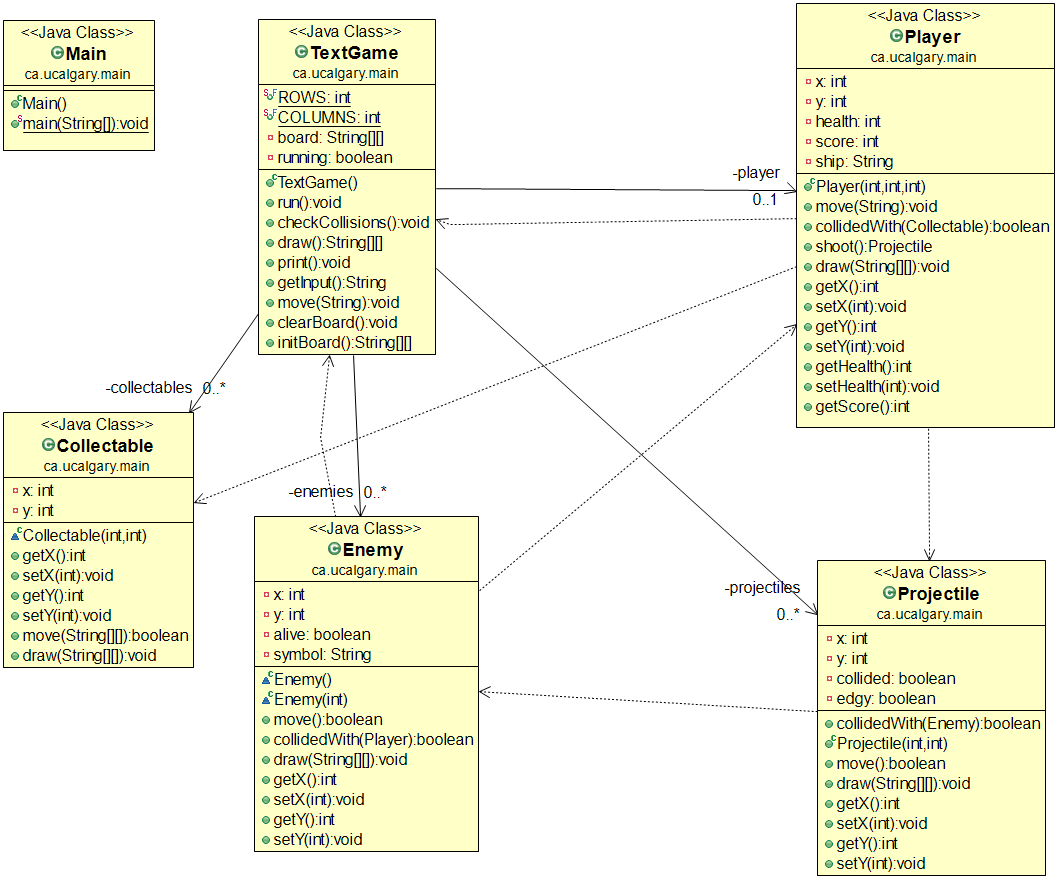 <<Java Class>>
Main
ca.ucalgary.main
Main()
main(String[]):void
<<Java Class>>
TextGame
ca.ucalgary.main
ROWS: int
COLUMNS: int
board: String[][]
running: boolean
TextGame()
run():void
checkCollisions():void
draw():String[][]
print():void
getInput():String
move(String):void
clearBoard():void
initBoard():String[][]
<<Java Class>>
Player
ca.ucalgary.main
x: int
y: int
health: int
score: int
ship: String
Player(int,int,int)
move(String):void
collidedWith(Collectable):boolean
shoot():Projectile
draw(String[][]):void
getX():int
setX(int):void
getY():int
setY(int):void
getHealth():int
setHealth(int):void
getScore():int
-player
0..1
-collectables 0..*
<<Java Class>>
Collectable
ca.ucalgary.main
x: int
y: int
Collectable(int,int)
getX():int
setX(int):void
getY():int
setY(int):void
move(String[][]):boolean
draw(String[][]):void
-enemies 0..*
<<Java Class>>
Enemy
ca.ucalgary.main
x: int
y: int
alive: boolean
symbol: String
Enemy()
Enemy(int)
move():boolean
collidedWith(Player):boolean
draw(String[][]):void
getX():int
setX(int):void
getY():int
setY(int):void
-projectiles
0..*
<<Java Class>>
Projectile
ca.ucalgary.main
x: int
y: int
collided: boolean
edgy: boolean
collidedWith(Enemy):boolean
Projectile(int,int)
move():boolean
draw(String[][]):void
getX():int
setX(int):void
getY():int
setY(int):void